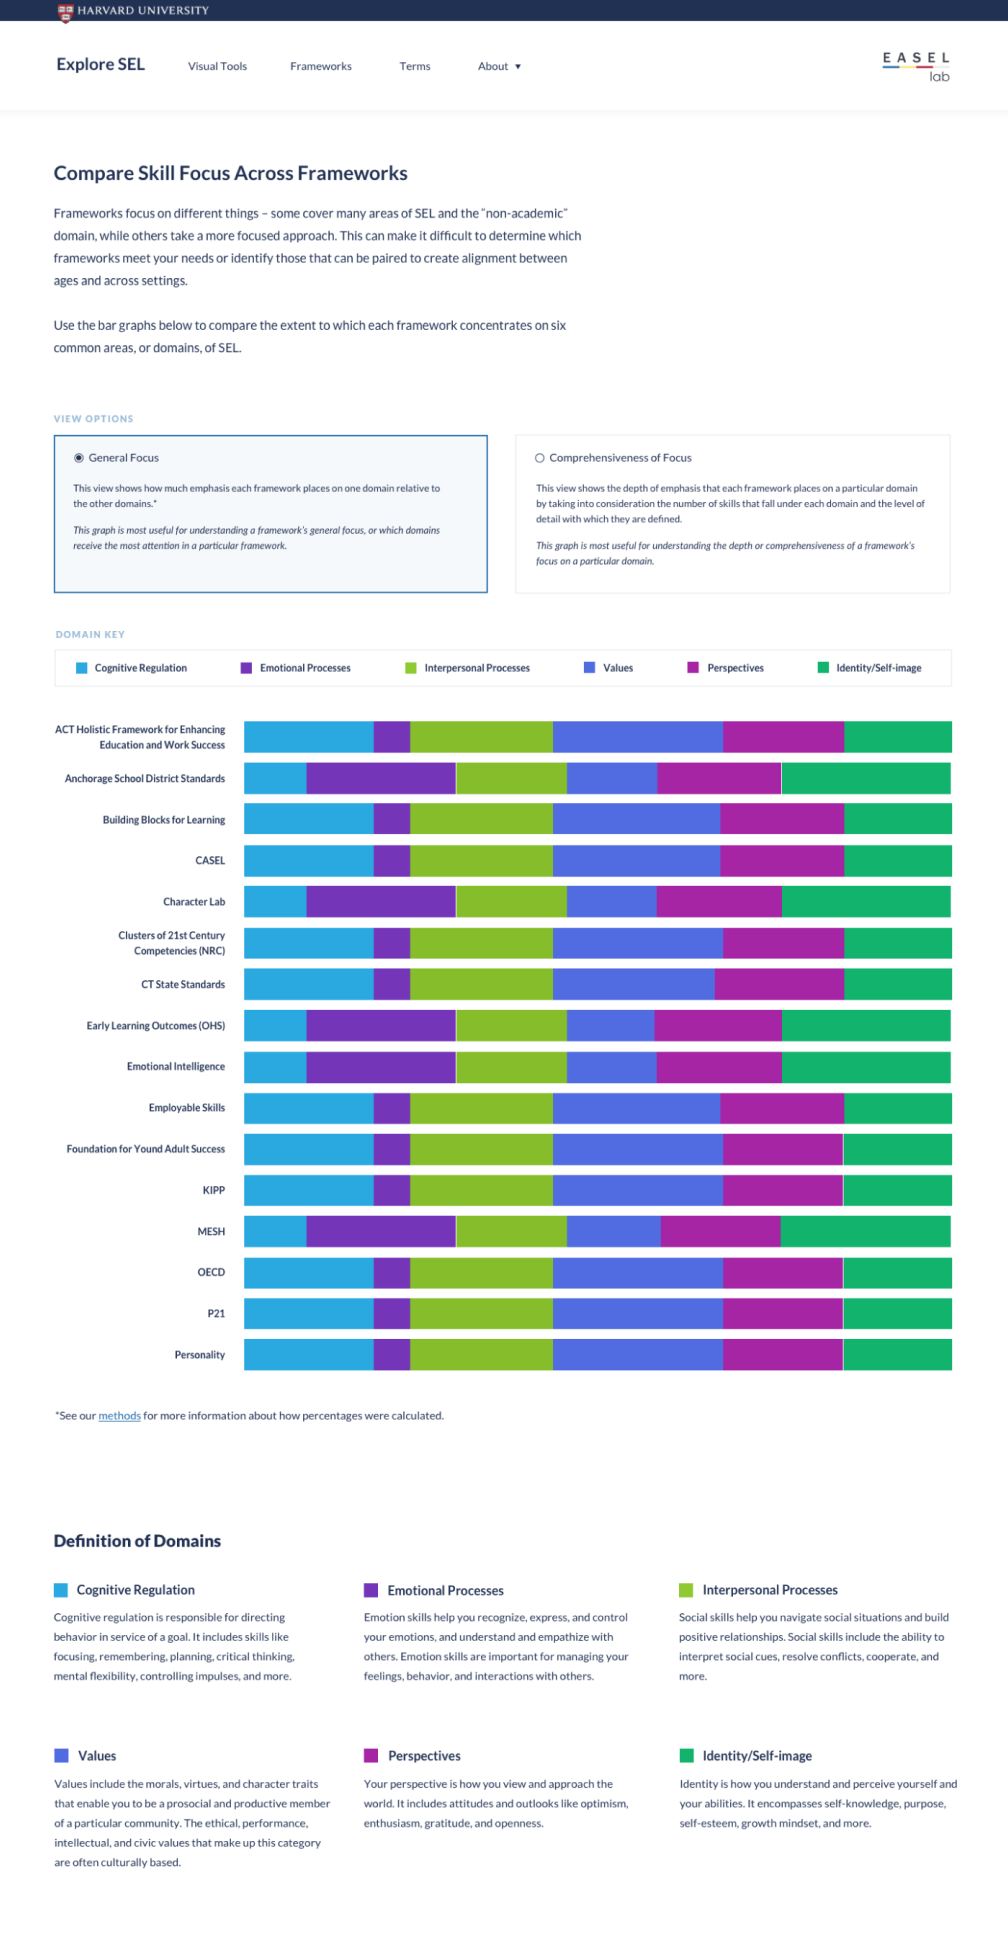 HARVARD UNIVERSITY
Explore SEL
Visual Tools
Frameworks
Terms
About ▼
EASEL
lab
Compare Skill Focus Across Frameworks
Frameworks focus on different things – some cover many areas of SEL and the "non-academic"
domain, while others take a more focused approach. This can make it difficult to determine which
frameworks meet your needs or identify those that can be paired to create alignment between
ages and across settings.
Use the bar graphs below to compare the extent to which each framework concentrates on six
common areas, or domains, of SEL.
VIEW OPTIONS
General Focus
This view shows how much emphasis each framework places on one domain relative to
the other domains.*
This graph is most useful for understanding a framework's general focus, or which domains
receive the most attention in a particular framework.
Comprehensiveness of Focus
This view shows the depth of emphasis that each framework places on a particular domain
by taking into consideration the number of skills that fall under each domain and the level of
detail with which they are defined.
This graph is most useful for understanding the depth or comprehensiveness of a framework's
focus on a particular domain.
DOMAIN KEY
Cognitive Regulation
Emotional Processes
Interpersonal Processes
Values
Perspectives
Identity/Self-image
ACT Holistic Framework for Enhancing
Education and Work Success
Anchorage School District Standards
Building Blocks for Learning
CASEL
Character Lab
Clusters of 21st Century
Competencies (NRC)
CT State Standards
Early Learning Outcomes (OHS)
Emotional Intelligence
Employable Skills
Foundation for Yound Adult Success
KIPP
MESH
OECD
P21
Personality
*See our methods for more information about how percentages were calculated.
Definition of Domains
Cognitive Regulation
Cognitive regulation is responsible for directing
behavior in service of a goal. It includes skills like
focusing, remembering, planning, critical thinking,
mental flexibility, controlling impulses, and more.
Emotional Processes
Emotion skills help you recognize, express, and control
your emotions, and understand and empathize with
others. Emotion skills are important for managing your
feelings, behavior, and interactions with others.
Interpersonal Processes
Social skills help you navigate social situations and build
positive relationships. Social skills include the ability to
interpret social cues, resolve conflicts, cooperate, and
more.
Values
Values include the morals, virtues, and character traits
that enable you to be a prosocial and productive member
of a particular community. The ethical, performance,
intellectual, and civic values that make up this category
are often culturally based.
Perspectives
Your perspective is how you view and approach the
world. It includes attitudes and outlooks like optimism,
enthusiasm, gratitude, and openness.
Identity/Self-image
Identity is how you understand and perceive yourself and
your abilities. It encompasses self-knowledge, purpose,
self-esteem, growth mindset, and more.